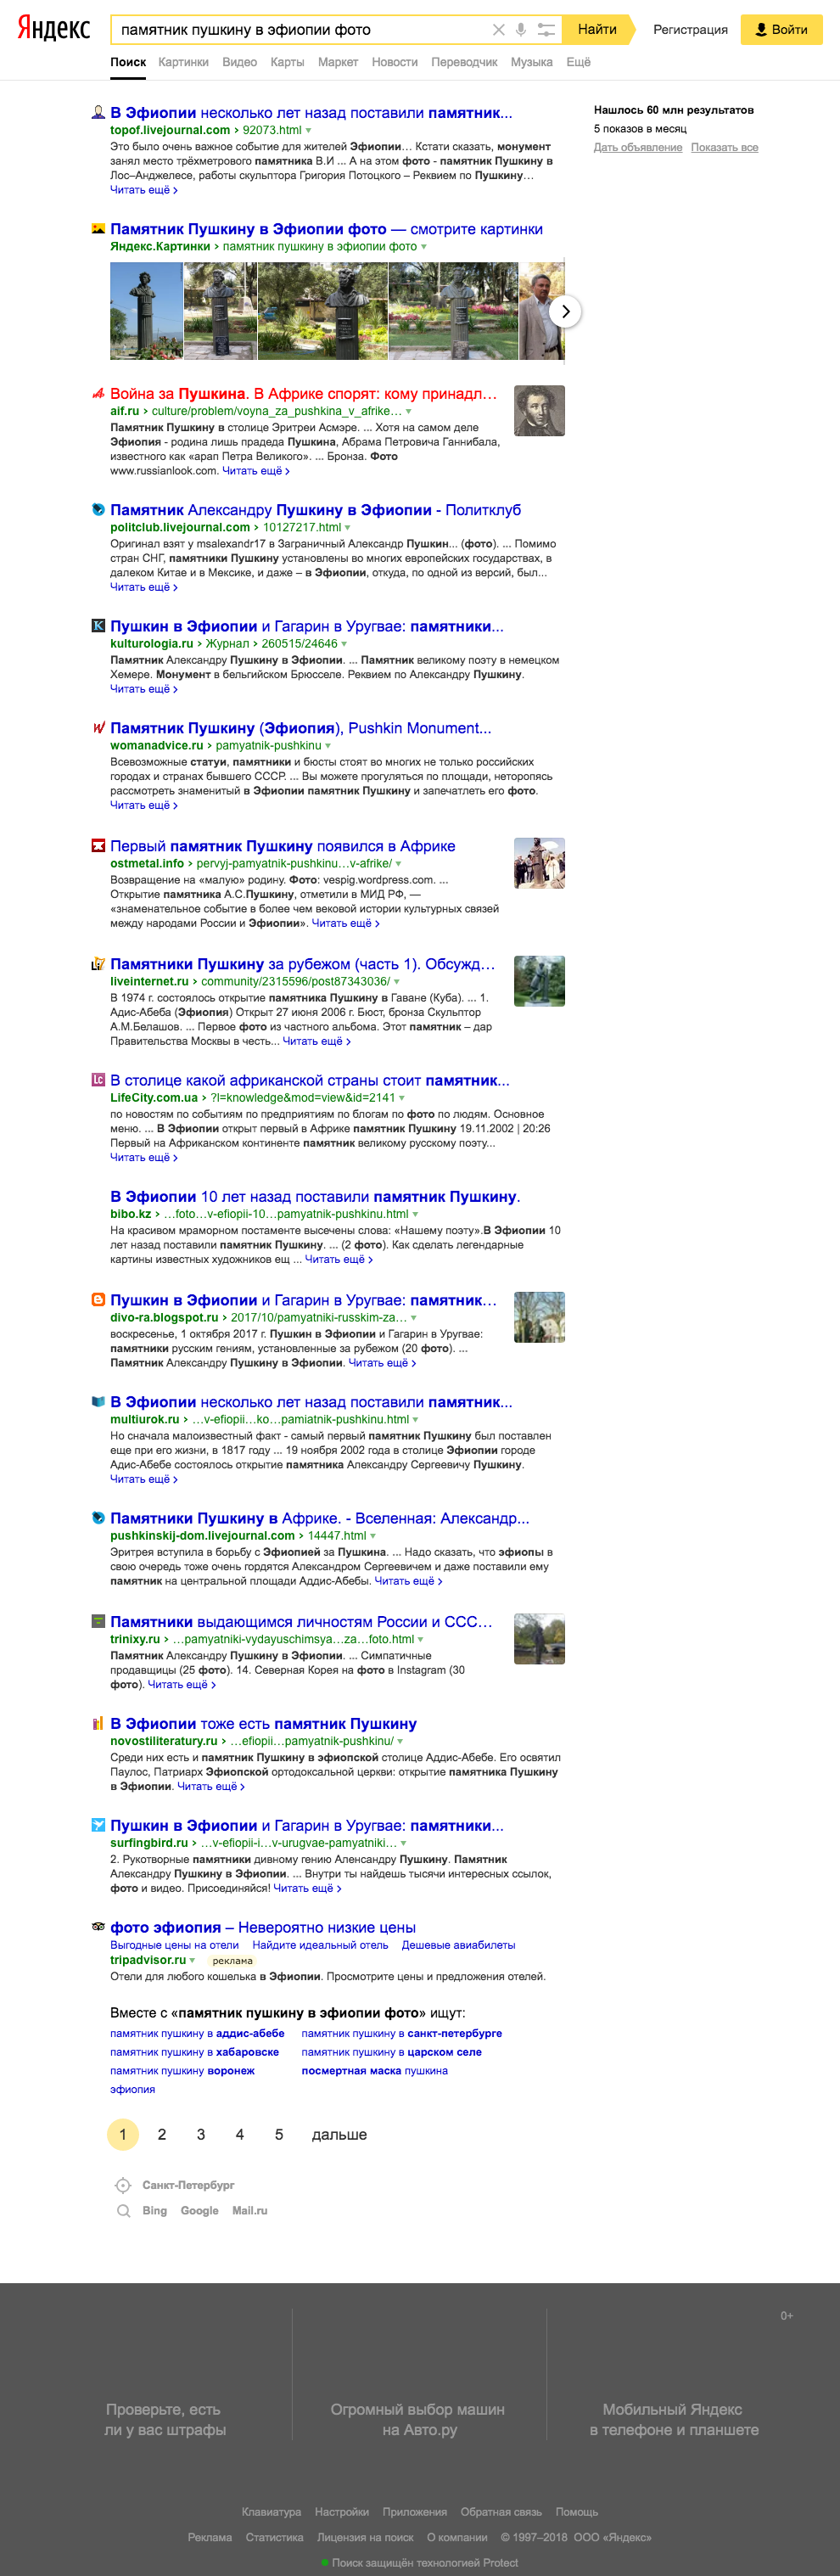 Яндекс
памятник пушкину в эфиопии фото
Найти
Регистрация
Войти
Поиск Картинки Видео Карты Маркет Новости Переводчик Музыка Ещё
В Эфиопии несколько лет назад поставили памятник...
topof.livejournal.com › 92073.html
Это было очень важное событие для жителей Эфиопии… Кстати сказать, монумент
занял место трёхметрового памятника В.И ... А на этом фото - памятник Пушкину в
Лос–Анджелесе, работы скульптора Григория Потоцкого – Реквием по Пушкину…
Читать ещё ›
Нашлось 60 млн результатов
5 показов в месяц
Дать объявление Показать все
Памятник Пушкину в Эфиопии фото — смотрите картинки
Яндекс.Картинки › памятник пушкину в эфиопии фото
Война за Пушкина. В Африке спорят: кому принадл…
aif.ru › culture/problem/voyna_za_pushkina_v_afrike…
Памятник Пушкину в столице Эритреи Асмэре. ... Хотя на самом деле
Эфиопия - родина лишь прадеда Пушкина, Абрама Петровича Ганнибала,
известного как «арап Петра Великого». ... Бронза. Фото
www.russianlook.com. Читать ещё ›
Памятник Александру Пушкину в Эфиопии - Политклуб
politclub.livejournal.com › 10127217.html
Оригинал взят у msalexandr17 в Заграничный Александр Пушкин... (фото). ... Помимо
стран СНГ, памятники Пушкину установлены во многих европейских государствах, в
далеком Китае и в Мексике, и даже – в Эфиопии, откуда, по одной из версий, был...
Читать ещё ›
Пушкин в Эфиопии и Гагарин в Уругвае: памятники...
kulturologia.ru › Журнал › 260515/24646
Памятник Александру Пушкину в Эфиопии. ... Памятник великому поэту в немецком
Хемере. Монумент в бельгийском Брюсселе. Реквием по Александру Пушкину.
Читать ещё ›
Памятник Пушкину (Эфиопия), Pushkin Monument...
womanadvice.ru › pamyatnik-pushkinu
Всевозможные статуи, памятники и бюсты стоят во многих не только российских
городах и странах бывшего СССР. ... Вы можете прогуляться по площади, неторопясь
рассмотреть знаменитый в Эфиопии памятник Пушкину и запечатлеть его фото.
Читать ещё ›
Первый памятник Пушкину появился в Африке
ostmetal.info › pervyj-pamyatnik-pushkinu…v-afrike/
Возвращение на «малую» родину. Фото: vespig.wordpress.com. ...
Открытие памятника А.С.Пушкину, отметили в МИД РФ, —
«знаменательное событие в более чем вековой истории культурных связей
между народами России и Эфиопии». Читать ещё ›
Памятники Пушкину за рубежом (часть 1). Обсужд…
liveinternet.ru › community/2315596/post87343036/
В 1974 г. состоялось открытие памятника Пушкину в Гаване (Куба). ... 1.
Адис-Абеба (Эфиопия) Открыт 27 июня 2006 г. Бюст, бронза Скульптор
А.М.Белашов. ... Первое фото из частного альбома. Этот памятник – дар
Правительства Москвы в честь... Читать ещё ›
В столице какой африканской страны стоит памятник...
LifeCity.com.ua › ?l=knowledge&mod=view&id=2141
по новостям по событиям по предприятиям по блогам по фото по людям. Основное
меню. ... В Эфиопии открыт первый в Африке памятник Пушкину 19.11.2002 | 20:26
Первый на Африканском континенте памятник великому русскому поэту...
Читать ещё ›
В Эфиопии 10 лет назад поставили памятник Пушкину.
bibo.kz › …foto…v-efiopii-10…pamyatnik-pushkinu.html
На красивом мраморном постаменте высечены слова: «Нашему поэту».В Эфиопии 10
лет назад поставили памятник Пушкину. ... (2 фото). Как сделать легендарные
картины известных художников ещ ... Читать ещё ›
Пушкин в Эфиопии и Гагарин в Уругвае: памятник…
divo-ra.blogspot.ru › 2017/10/pamyatniki-russkim-za…
воскресенье, 1 октября 2017 г. Пушкин в Эфиопии и Гагарин в Уругвае:
памятники русским гениям, установленные за рубежом (20 фото). ...
Памятник Александру Пушкину в Эфиопии. Читать ещё ›
В Эфиопии несколько лет назад поставили памятник...
multiurok.ru › …v-efiopii…ko…pamiatnik-pushkinu.html
Но сначала малоизвестный факт - самый первый памятник Пушкину был поставлен
еще при его жизни, в 1817 году ... 19 ноября 2002 года в столице Эфиопии городе
Адис-Абебе состоялось открытие памятника Александру Сергеевичу Пушкину.
Читать ещё ›
Памятники Пушкину в Африке. - Вселенная: Александр...
pushkinskij-dom.livejournal.com › 14447.html
Эритрея вступила в борьбу с Эфиопией за Пушкина. ... Надо сказать, что эфиопы в
свою очередь тоже очень гордятся Александром Сергеевичем и даже поставили ему
памятник на центральной площади Аддис-Абебы. Читать ещё ›
Памятники выдающимся личностям России и ССС…
trinixy.ru › …pamyatniki-vydayuschimsya…za…foto.html
Памятник Александру Пушкину в Эфиопии. ... Симпатичные
продавщицы (25 фото). 14. Северная Корея на фото в Instagram (30
фото). Читать ещё ›
В Эфиопии тоже есть памятник Пушкину
novostiliteratury.ru › …efiopii…pamyatnik-pushkinu/
Среди них есть и памятник Пушкину в эфиопской столице Аддис-Абебе. Его освятил
Паулос, Патриарх Эфиопской ортодоксальной церкви: открытие памятника Пушкину
в Эфиопии. Читать ещё ›
Пушкин в Эфиопии и Гагарин в Уругвае: памятники...
surfingbird.ru › …v-efiopii-i…v-urugvae-pamyatniki…
2. Рукотворные памятники дивному гению Аленсандру Пушкину. Памятник
Александру Пушкину в Эфиопии. ... Внутри ты найдешь тысячи интересных ссылок,
фото и видео. Присоединяйся! Читать ещё ›
фото эфиопия – Невероятно низкие цены
Выгодные цены на отели Найдите идеальный отель Дешевые авиабилеты
tripadvisor.ru реклама
Отели для любого кошелька в Эфиопии. Просмотрите цены и предложения отелей.
Вместе с «памятник пушкину в эфиопии фото» ищут:
памятник пушкину в аддис-абебе памятник пушкину в санкт-петербурге
памятник пушкину в хабаровске памятник пушкину в царском селе
памятник пушкину воронеж посмертная маска пушкина
эфиопия
1 2 3 4 5 дальше
Санкт-Петербург
Bing Google Mail.ru
0+
Проверьте, есть
ли у вас штрафы
Огромный выбор машин
на Авто.ру
Мобильный Яндекс
в телефоне и планшете
Клавиатура Настройки Приложения Обратная связь Помощь
Реклама Статистика Лицензия на поиск О компании © 1997–2018 ООО «Яндекс»
Поиск защищён технологией Protect